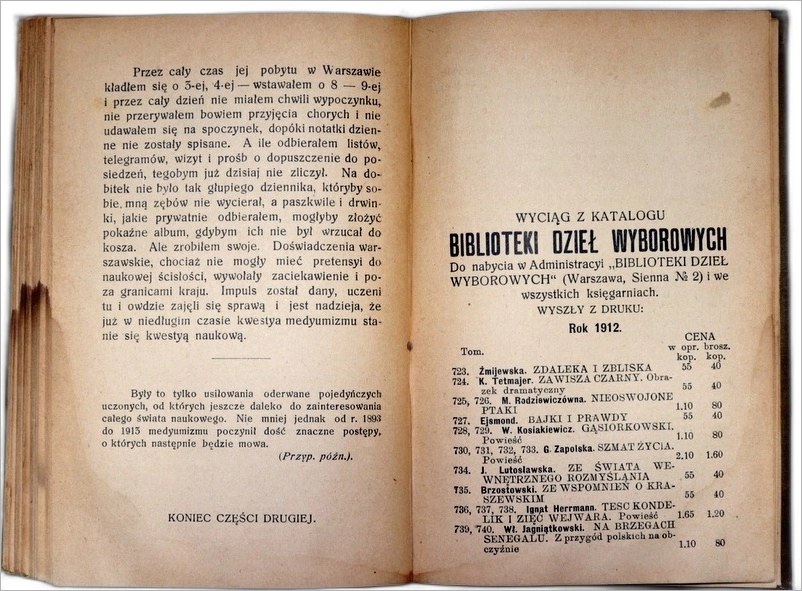 Przez cały czas jej pobytu w Warszawie
kładłem się o 3-ej, 4-ej — wstawałem o 8 — 9-ej
i przez cały dzień nie miałem chwili wypoczynku,
nie przerywałem bowiem przyjęcia chorych i nie
udawałem się na spoczynek, dopóki notatki dzien-
ne nie zostały spisane. A ile odbierałem listów,
telegramów, wizyt i prośb o dopuszczenie do po-
siedzeń, tegobym już dzisiaj nie zliczył. Na do-
bitek nie było tak głupiego dziennika, któryby so-
bie mną zębów nie wycierał, a paszkwile i drwin-
ki, jakie prywatnie odbierałem, mogłyby złożyć
pokaźne album, gdybym ich nie był wrzucał do
kosza. Ale zrobiłem swoje. Doświadczenia war-
szawskie, chociaż nie mogły mieć pretensyi do
naukowej ścisłości, wywołały zaciekawienie i po-
za granicami kraju. Impuls został dany, uczeni
tu i owdzie zajęli się sprawą i jest nadzieja, że
już w niedługim czasie kwestya medyumizmu sta-
nie się kwestyą naukową.
Były to tylko usiłowania oderwane pojedyńczych
uczonych, od których jeszcze daleko do zainteresowania
całego świata naukowego. Nie mniej jednak od r. 1893
do 1913 medyumizmu poczynił dość znaczne postępy,
o których następnie będzie mowa.
(Przyp. późn.).
KONIEC CZĘŚCI DRUGIEJ.
WYCIĄG Z KATALOGU
BIBLIOTEKI DZIEŁ WYBOROWYCH
Do nabycia w Administracyi „BIBLIOTEKI DZIEŁ
WYBOROWYCH“ (Warszawa, Sienna № 2) i we
wszystkich księgarniach.
WYSZŁY Z DRUKU:
Rok 1912.
CENA
Tom. w opr. brosz.
kop. kop.
723. Żmijewska. ZDALEKA I ZBLISKA 55 40
724. K. Tetmajer. ZAWISZA CZARNY. Obra-
zek dramatyczny 55 40
725, 726. M. Rodziewiczówna. NIEOSWOJONE
PTAKI 1.10 80
727. Ejsmond. BAJKI I PRAWDY 55 40
728, 729. W. Kosiakiewicz. GĄSIORKOWSKI.
Powieść 1.10 80
730, 731, 732, 733. G. Zapolska. SZMAT ŻYCIA.
Powieść 2.10 1.60
734. J. Lutosławska. ZE ŚWIATA WE-
WNĘTRZNEGO ROZMYŚLANIA 55 40
735. Brzostowski. ZE WSPOMNIEŃ O KRA-
SZEWSKIM 55 40
736, 737, 738. Ignat Herrmann. TEŚĆ KONDE-
LIK I ZIĘĆ WEJWARA. Powieść 1.65 1.20
739, 740. Wł. Jagniątkowski. NA BRZEGACH
SENEGALU. Z przygód polskich na ob-
czyźnie 1.10 80